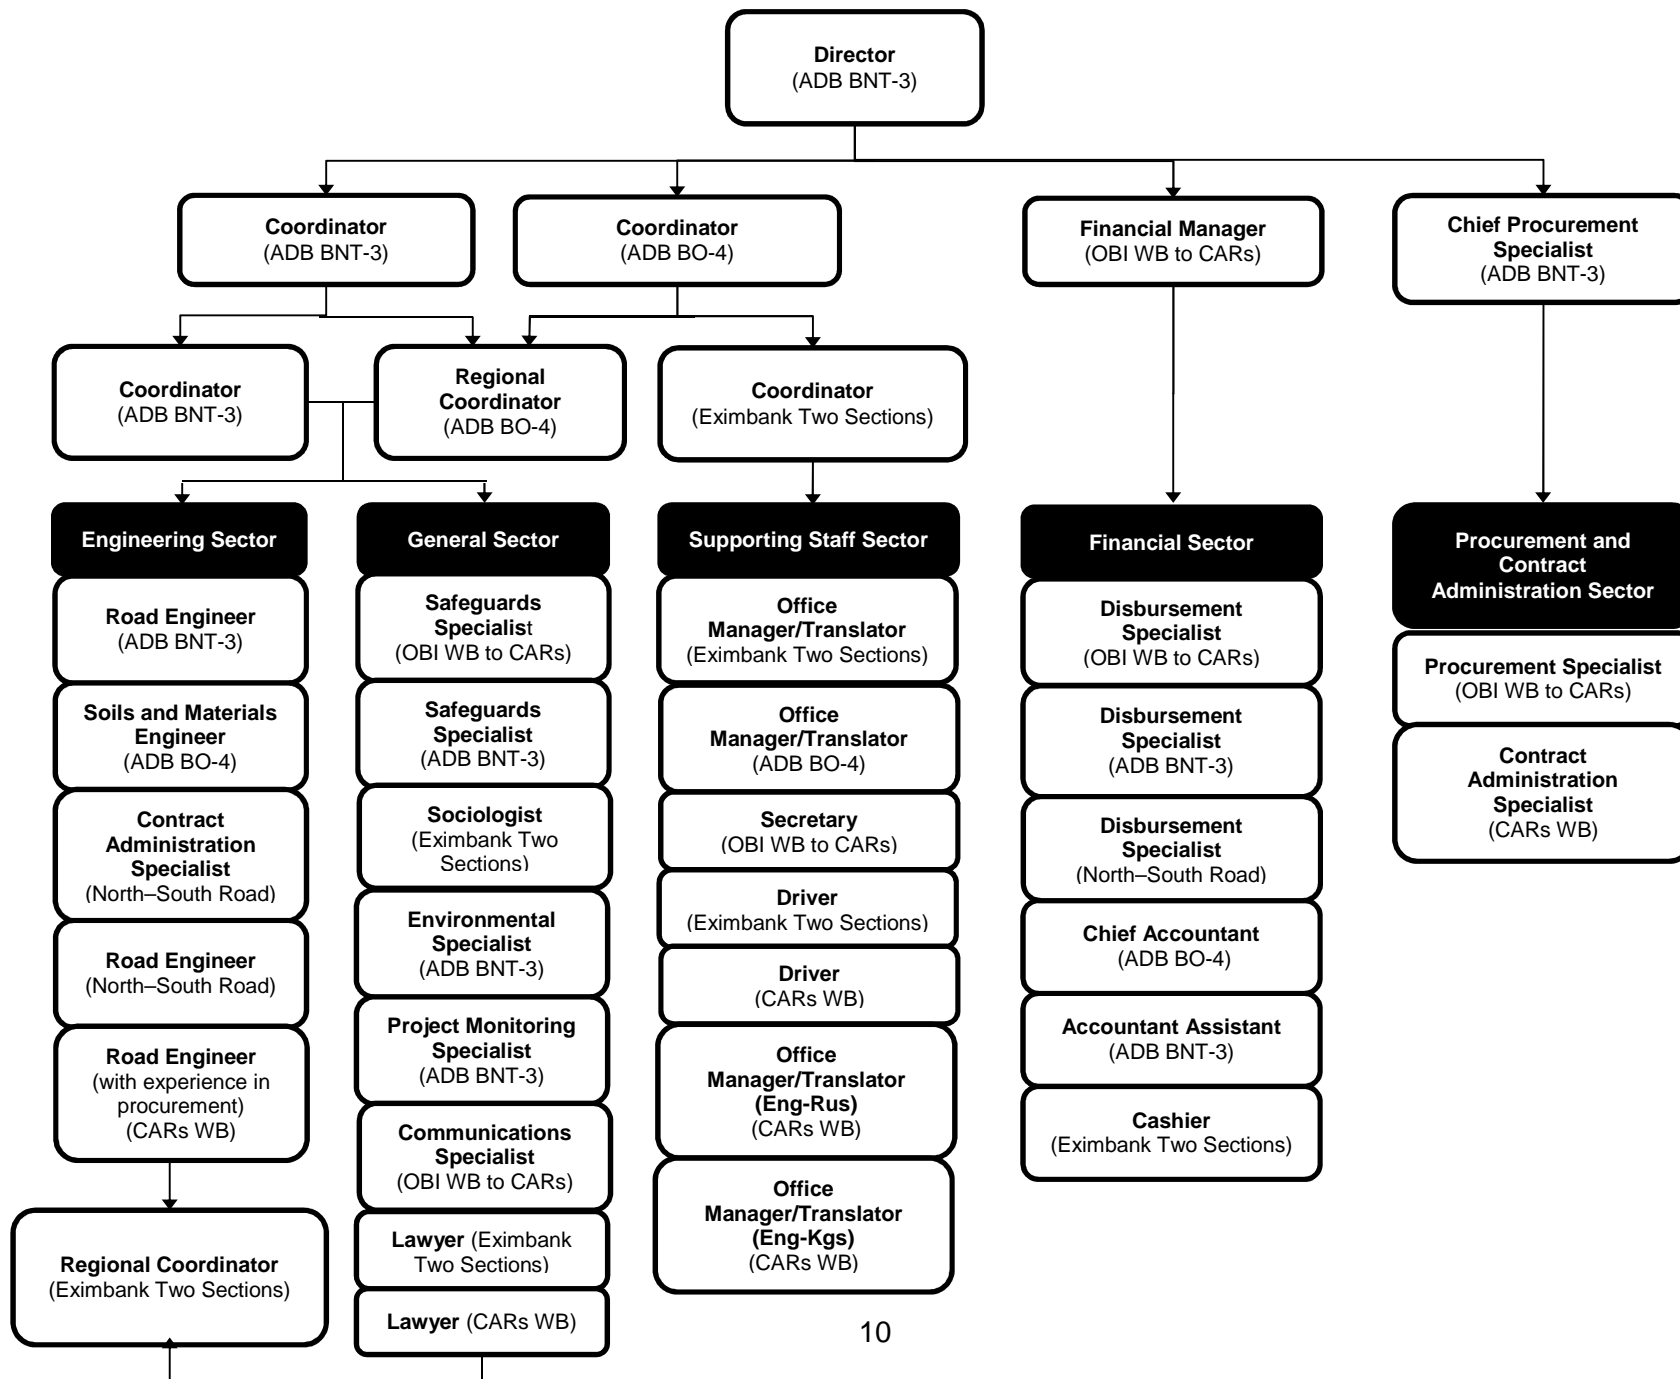 Director
(ADB BNT-3)
Coordinator
(ADB BNT-3)
Coordinator
(ADB BO-4)
Financial Manager
(OBI WB to CARs)
Chief Procurement
Specialist
(ADB BNT-3)
Coordinator
(ADB BNT-3)
Regional
Coordinator
(ADB BO-4)
Coordinator
(Eximbank Two Sections)
Engineering Sector
Road Engineer
(ADB BNT-3)
Soils and Materials
Engineer
(ADB BO-4)
Contract
Administration
Specialist
(North–South Road)
Road Engineer
(North–South Road)
Road Engineer
(with experience in
procurement)
(CARs WB)
Regional Coordinator
(Eximbank Two Sections)
General Sector
Safeguards
Specialist
(OBI WB to CARs)
Safeguards
Specialist
(ADB BNT-3)
Sociologist
(Eximbank Two
Sections)
Environmental
Specialist
(ADB BNT-3)
Project Monitoring
Specialist
(ADB BNT-3)
Communications
Specialist
(OBI WB to CARs)
Lawyer (Eximbank
Two Sections)
Lawyer (CARs WB)
Supporting Staff Sector
Office
Manager/Translator
(Eximbank Two Sections)
Office
Manager/Translator
(ADB BO-4)
Secretary
(OBI WB to CARs)
Driver
(Eximbank Two Sections)
Driver
(CARs WB)
Office
Manager/Translator
(Eng-Rus)
(CARs WB)
Office
Manager/Translator
(Eng-Kgs)
(CARs WB)
Financial Sector
Disbursement
Specialist
(OBI WB to CARs)
Disbursement
Specialist
(ADB BNT-3)
Disbursement
Specialist
(North–South Road)
Chief Accountant
(ADB BO-4)
Accountant Assistant
(ADB BNT-3)
Cashier
(Eximbank Two Sections)
Procurement and
Contract
Administration Sector
Procurement Specialist
(OBI WB to CARs)
Contract
Administration
Specialist
(CARs WB)
10